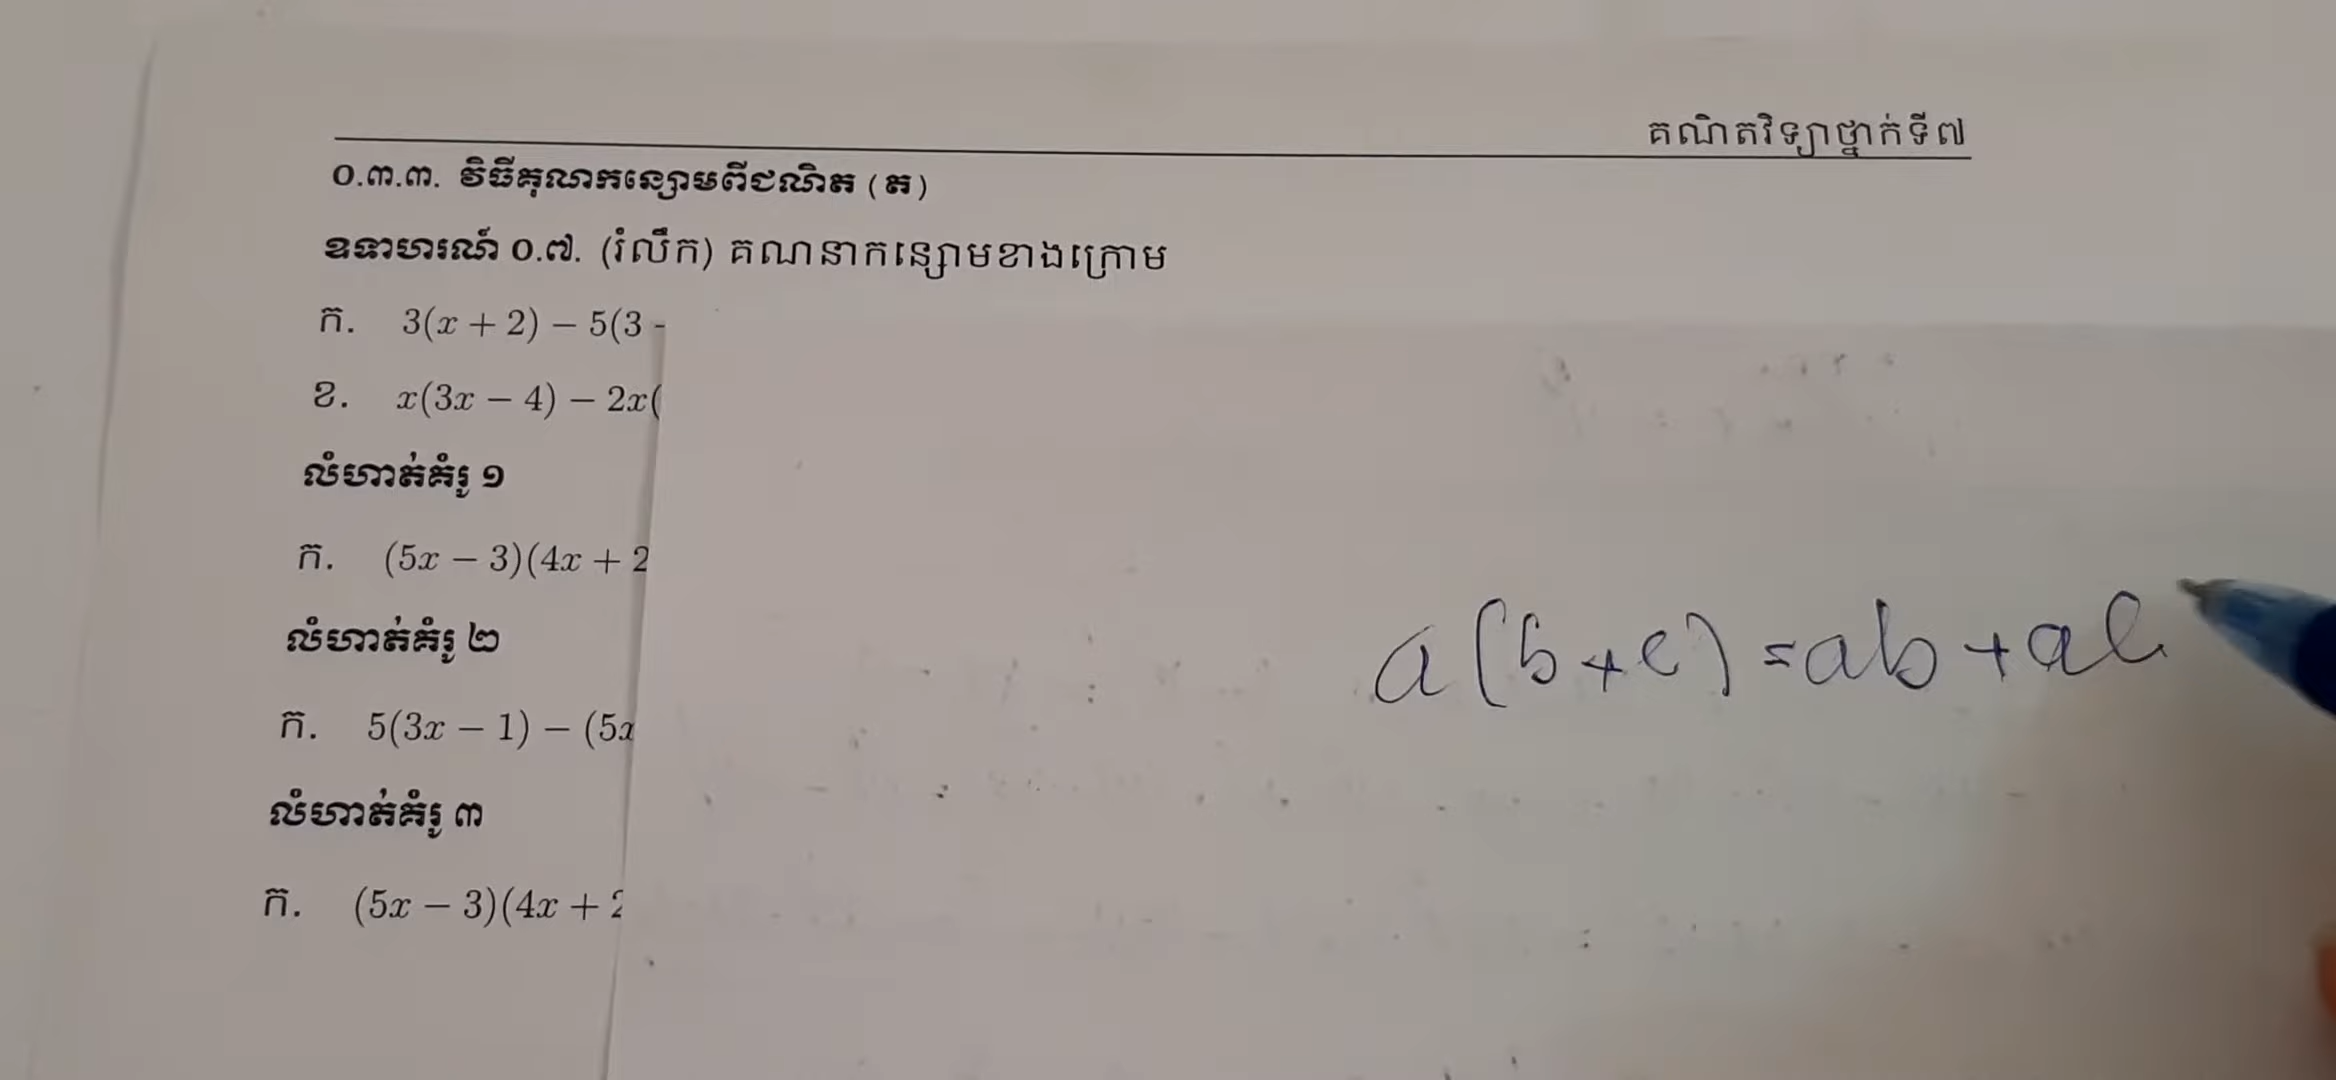 គណិតវិទ្យាថ្នាក់ទី៧
០.៣.៣. វិធីគុណកន្សោមពីជគណិត (ត)
ឧទាហរណ៍ ០.៧. (រំលឹក) គណនាកន្សោមខាងក្រោម
ក. 3(x + 2) − 5(3 -
ខ. x(3x − 4) − 2x(
លំហាត់គំរូ ១
ក. (5x − 3)(4x + 2
a(b+c) =ab+ac
លំហាត់គំរូ ២
ក. 5(3x − 1) − (5x
លំហាត់គំរូ ៣
ក. (5x − 3)(4x + 2